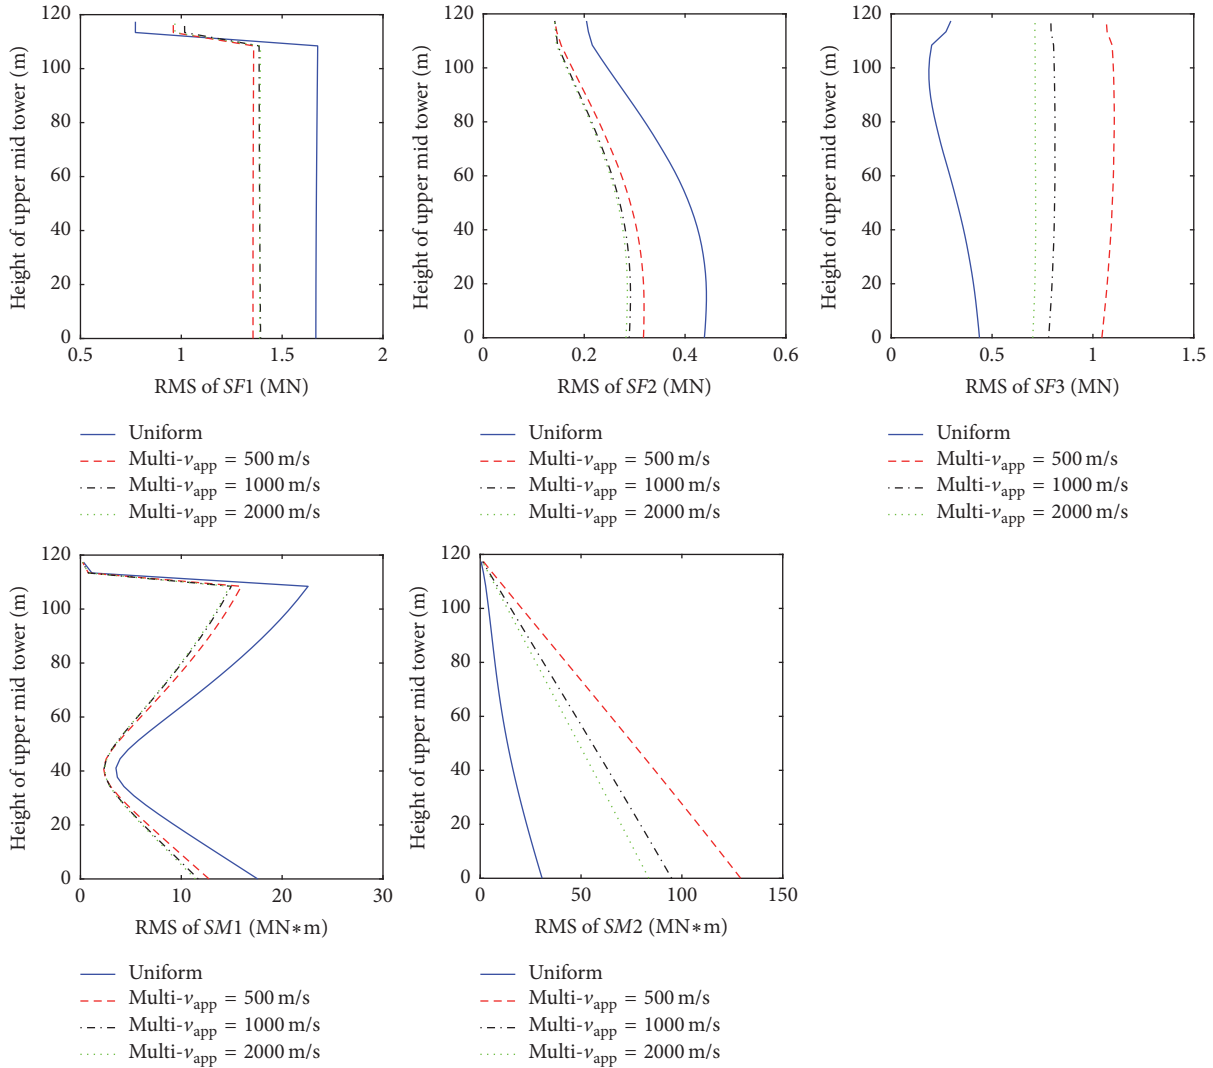 120
100
80
60
40
20
0
Height of upper mid tower (m)
0.5 1 1.5 2
RMS of SF1 (MN)
Uniform
Multi-vapp = 500 m/s
Multi-vapp = 1000 m/s
Multi-vapp = 2000 m/s
120
100
80
60
40
20
0
Height of upper mid tower (m)
0 0.2 0.4 0.6
RMS of SF2 (MN)
Uniform
Multi-vapp = 500 m/s
Multi-vapp = 1000 m/s
Multi-vapp = 2000 m/s
120
100
80
60
40
20
0
Height of upper mid tower (m)
0 0.5 1 1.5
RMS of SF3 (MN)
Uniform
Multi-vapp = 500 m/s
Multi-vapp = 1000 m/s
Multi-vapp = 2000 m/s
120
100
80
60
40
20
0
Height of upper mid tower (m)
0 10 20 30
RMS of SM1 (MN∗m)
Uniform
Multi-vapp = 500 m/s
Multi-vapp = 1000 m/s
Multi-vapp = 2000 m/s
120
100
80
60
40
20
0
Height of upper mid tower (m)
0 50 100 150
RMS of SM2 (MN∗m)
Uniform
Multi-vapp = 500 m/s
Multi-vapp = 1000 m/s
Multi-vapp = 2000 m/s